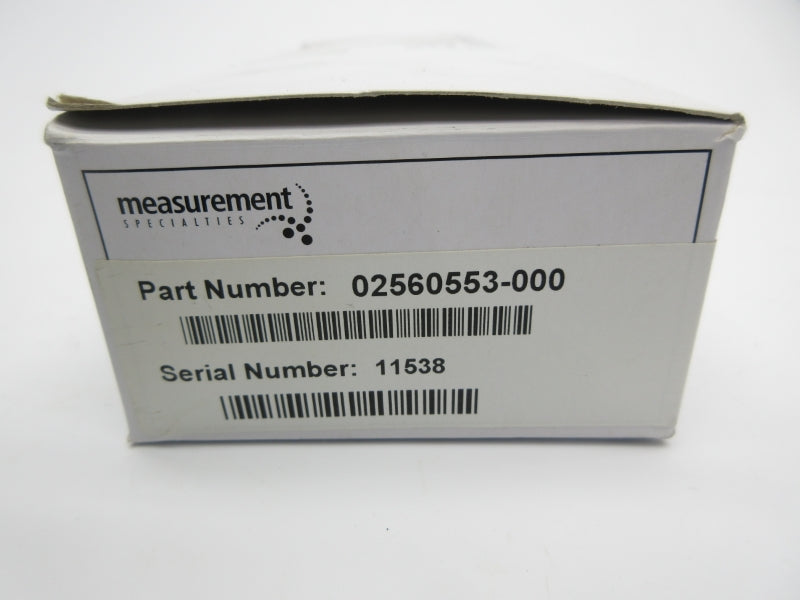 measurement
SPECIALTIES
Part Number: 02560553-000
Serial Number: 11538